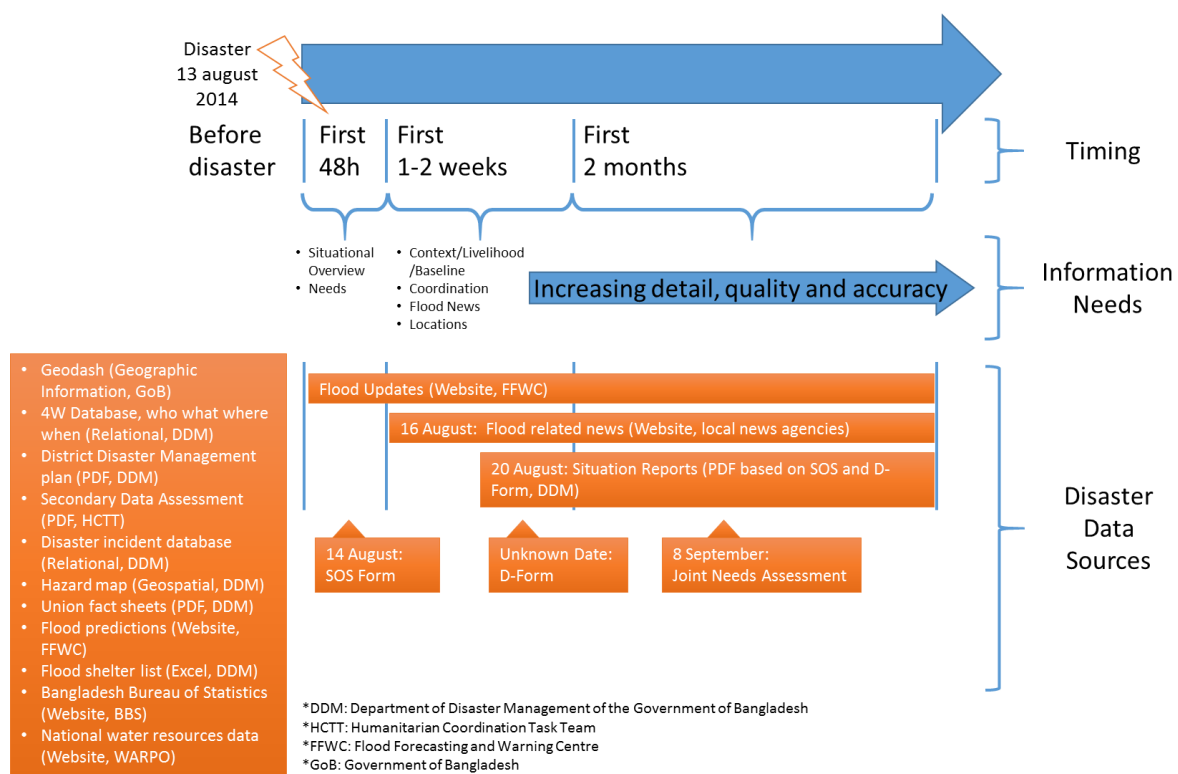 Disaster
13 august
2014
Before
disaster
First
48h
First
1-2 weeks
First
2 months
Timing
• Situational
Overview
• Needs
• Context/Livelihood
/Baseline
• Coordination
• Flood News
• Locations
Increasing detail, quality and accuracy
Information
Needs
• Geodash (Geographic
Information, GoB)
• 4W Database, who what where
when (Relational, DDM)
• District Disaster Management
plan (PDF, DDM)
• Secondary Data Assessment
(PDF, HCTT)
• Disaster incident database
(Relational, DDM)
• Hazard map (Geospatial, DDM)
• Union fact sheets (PDF, DDM)
• Flood predictions (Website,
FFWC)
• Flood shelter list (Excel, DDM)
• Bangladesh Bureau of Statistics
(Website, BBS)
• National water resources data
(Website, WARPO)
Flood Updates (Website, FFWC)
16 August: Flood related news (Website, local news agencies)
20 August: Situation Reports (PDF based on SOS and D-
Form, DDM)
14 August:
SOS Form
Unknown Date:
D-Form
8 September:
Joint Needs Assessment
Disaster
Data
Sources
*DDM: Department of Disaster Management of the Government of Bangladesh
*HCTT: Humanitarian Coordination Task Team
*FFWC: Flood Forecasting and Warning Centre
*GoB: Government of Bangladesh